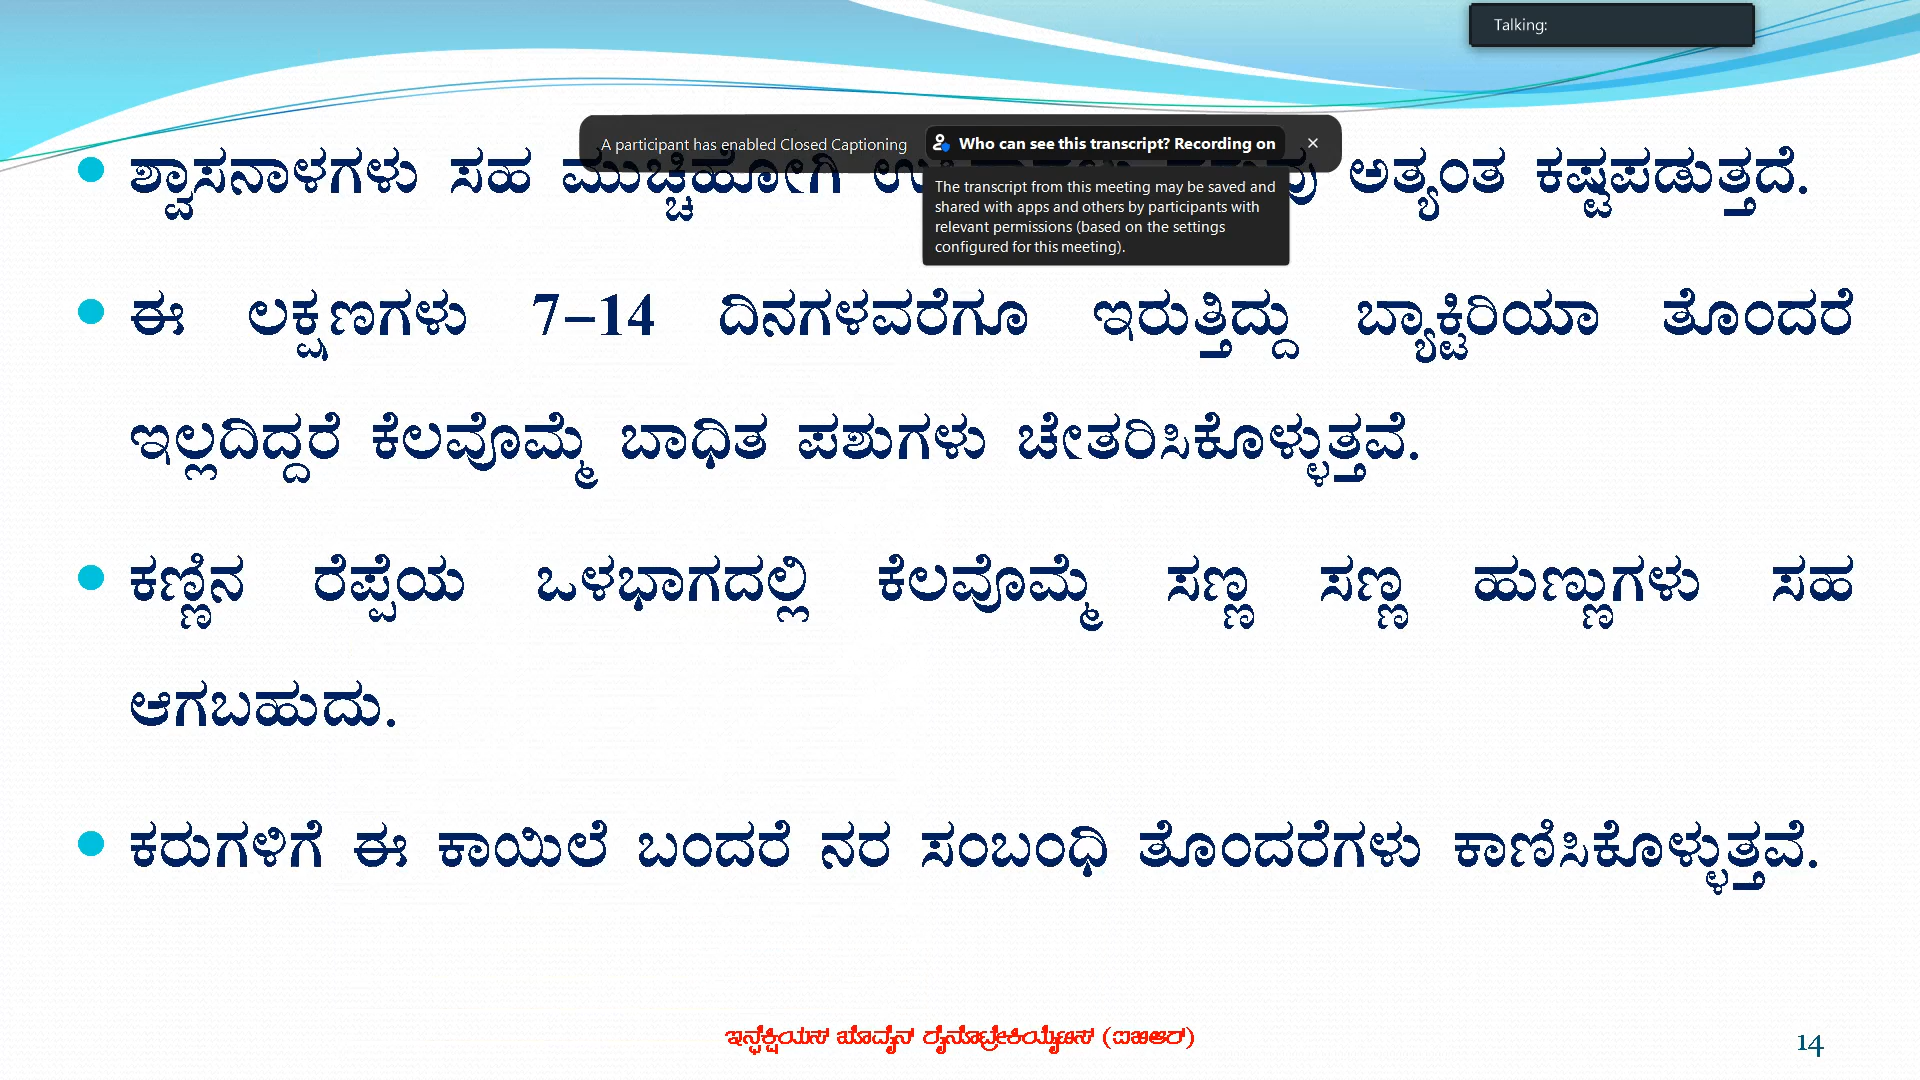 Talking:
A participant has enabled Closed Captioning
Who can see this transcript? Recording on
The transcript from this meeting may be saved and
shared with apps and others by participants with
relevant permissions (based on the settings
configured for this meeting).
ಶ್ವಾಸನಾಳಗಳು ಸಹ ಮುಚ್ಚಿಹೋಗಿ ಅತ್ಯಂತ ಕಷ್ಟಪಡುತ್ತದೆ.
ಈ ಲಕ್ಷಣಗಳು 7-14 ದಿನಗಳವರೆಗೂ ಇರುತ್ತಿದ್ದು ಬ್ಯಾಕ್ಟಿರಿಯಾ ತೊಂದರೆ
ಇಲ್ಲದಿದ್ದರೆ ಕೆಲವೊಮ್ಮೆ ಬಾಧಿತ ಪಶುಗಳು ಚೇತರಿಸಿಕೊಳ್ಳುತ್ತವೆ.
ಕಣ್ಣಿನ ರೆಪ್ಪೆಯ ಒಳಭಾಗದಲ್ಲಿ ಕೆಲವೊಮ್ಮೆ ಸಣ್ಣ ಸಣ್ಣ ಹುಣ್ಣುಗಳು ಸಹ
ಆಗಬಹುದು.
ಕರುಗಳಿಗೆ ಈ ಕಾಯಿಲೆ ಬಂದರೆ ನರ ಸಂಬಂಧಿ ತೊಂದರೆಗಳು ಕಾಣಿಸಿಕೊಳ್ಳುತ್ತವೆ.
14